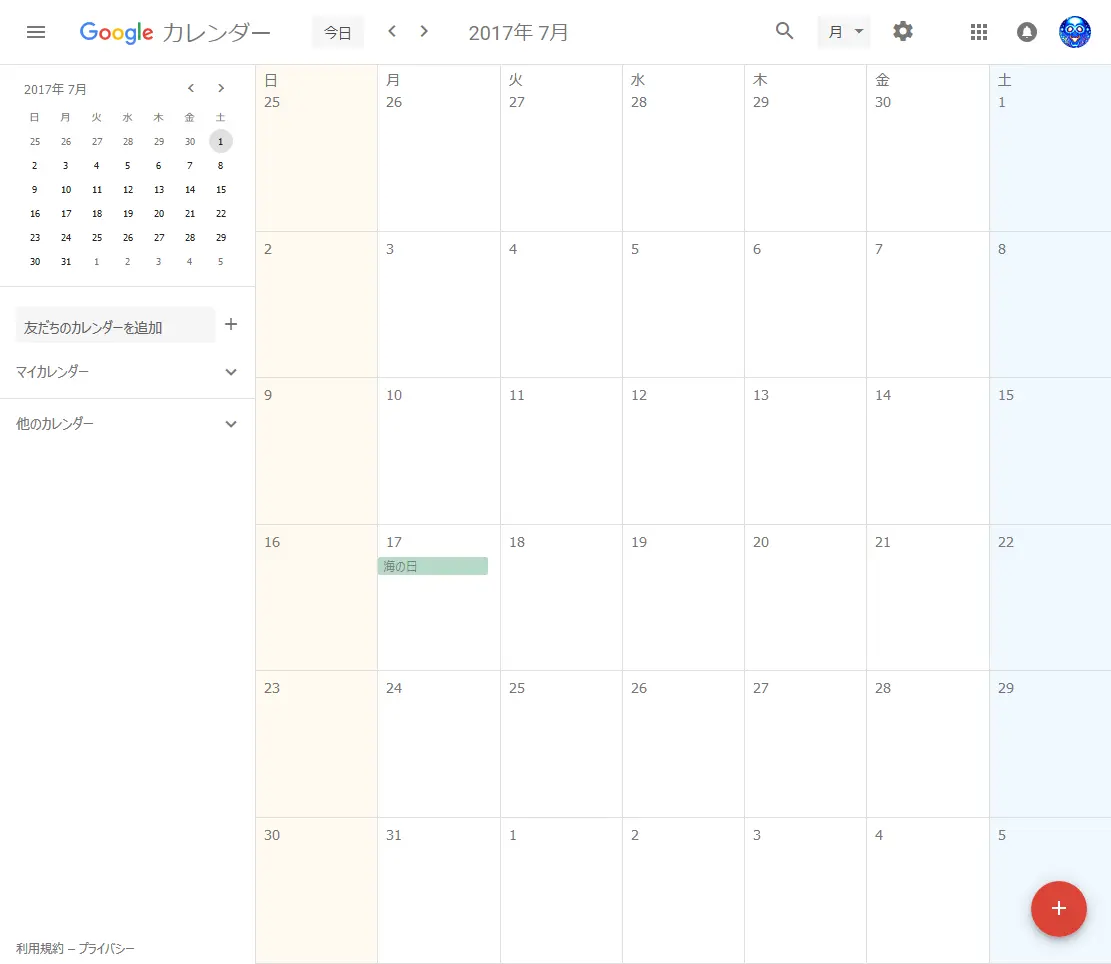 Google カレンダー 今日 2017年 7月 月
2017年 7月
日 月 火 水 木 金 土
25 26 27 28 29 30 1
2 3 4 5 6 7 8
9 10 11 12 13 14 15
16 17 18 19 20 21 22
23 24 25 26 27 28 29
30 31 1 2 3 4 5
友だちのカレンダーを追加
マイカレンダー
他のカレンダー
利用規約 – プライバシー
日 月 火 水 木 金 土
25 26 27 28 29 30 1
2 3 4 5 6 7 8
9 10 11 12 13 14 15
16 17 18 19 20 21 22
海の日
23 24 25 26 27 28 29
30 31 1 2 3 4 5